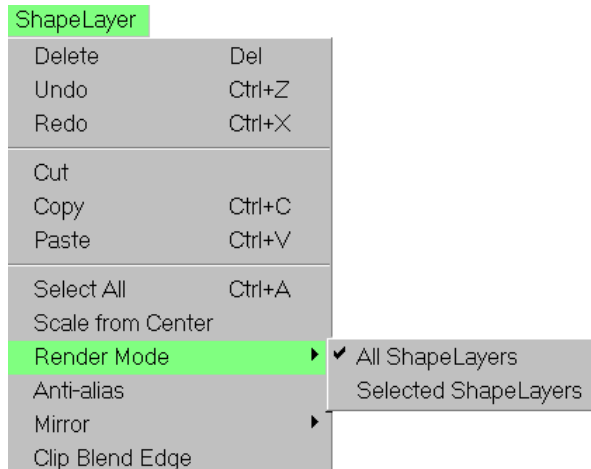 ShapeLayer
Delete Del
Undo Ctrl+Z
Redo Ctrl+X
Cut
Copy Ctrl+C
Paste Ctrl+V
Select All Ctrl+A
Scale from Center
Render Mode
All ShapeLayers
Anti-alias
Selected ShapeLayers
Mirror
Clip Blend Edge